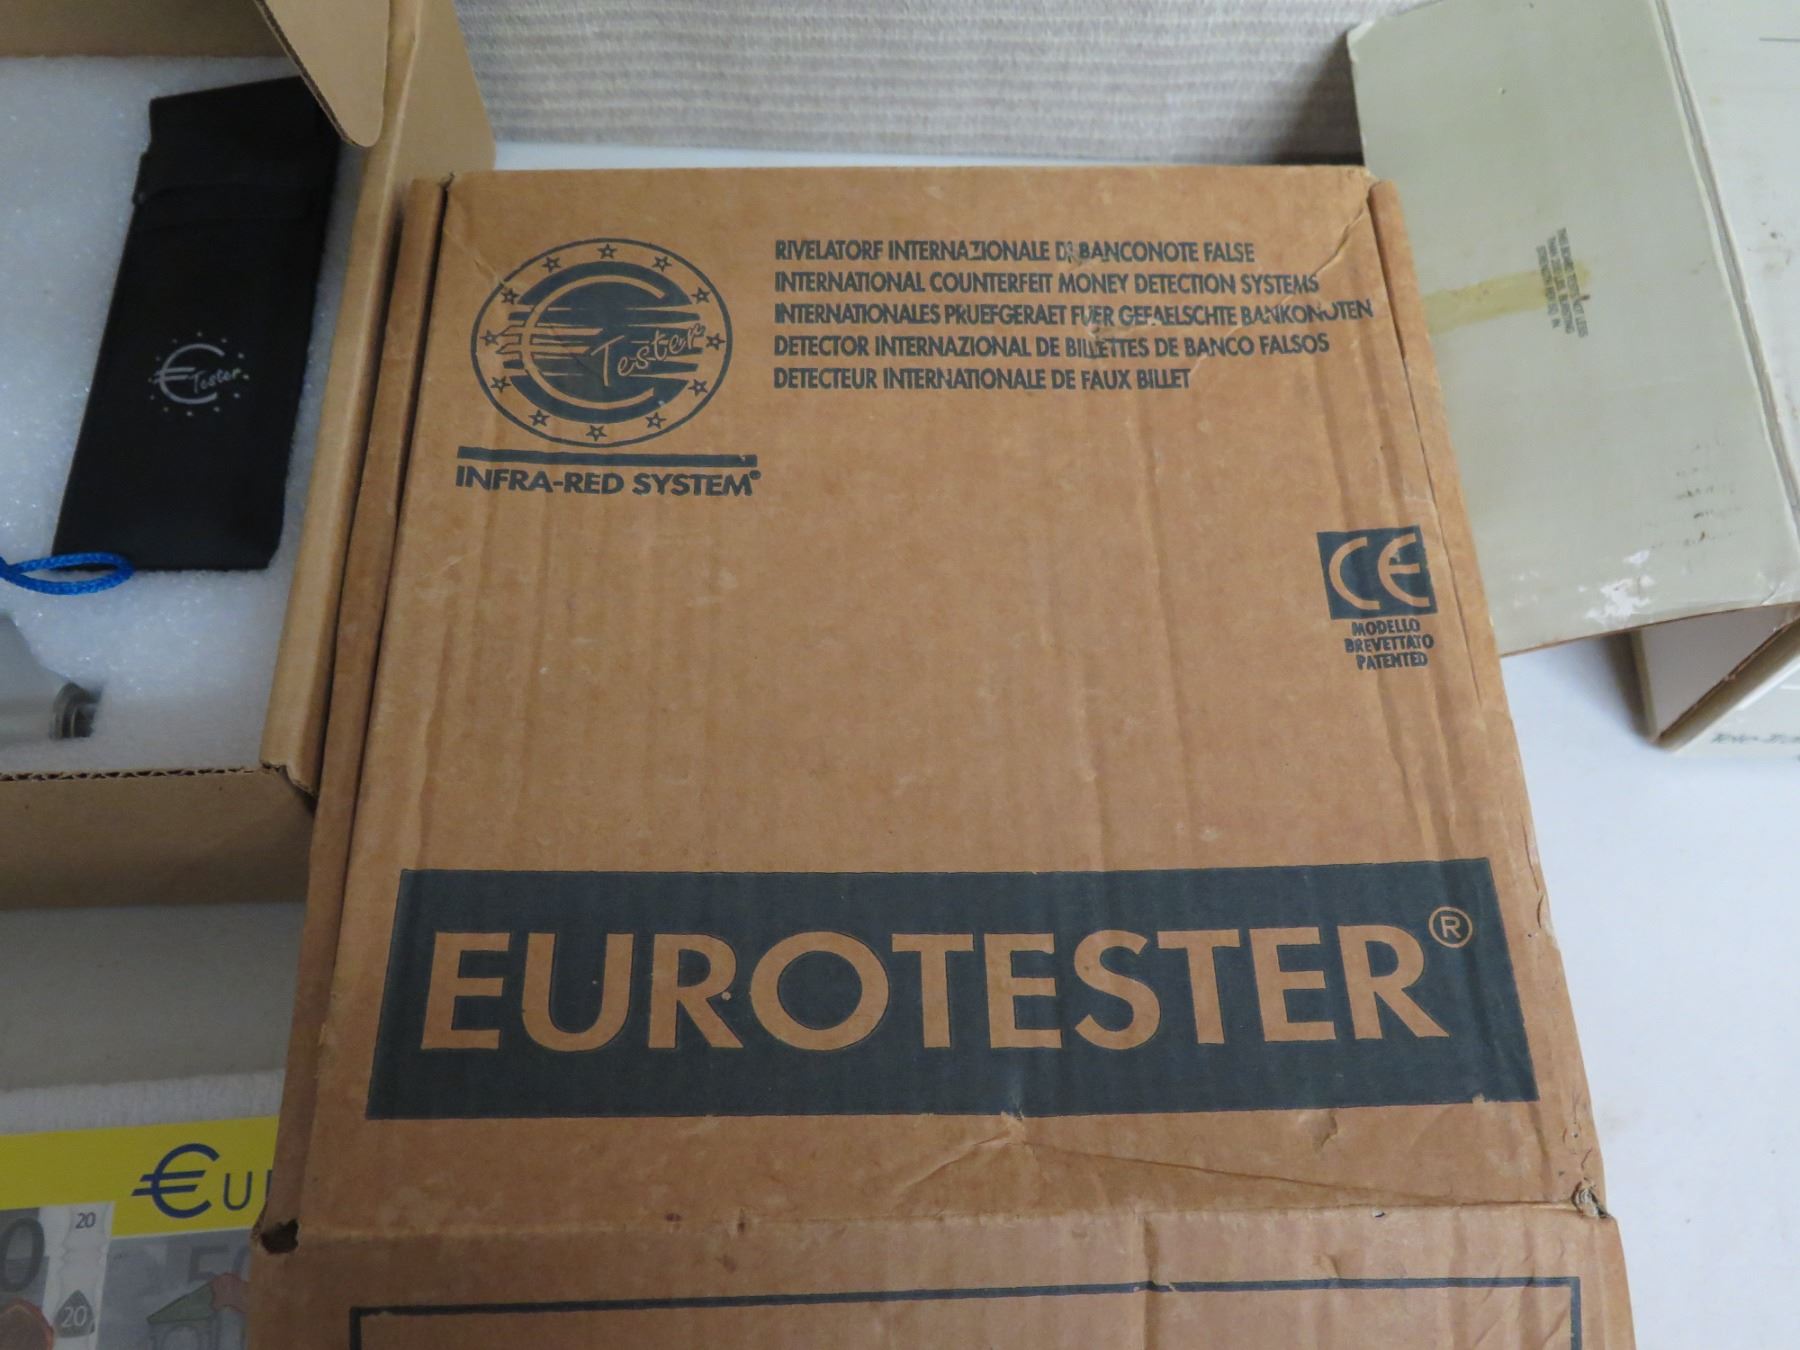 RIVELATORE INTERNAZIONALE DI BANCONOTE FALSE
INTERNATIONAL COUNTERFEIT MONEY DETECTION SYSTEMS
INTERNATIONALES PRUEFGERAET FUER GEFAELSCHTE BANKONOTEN
DETECTOR INTERNAZIONAL DE BILLETTES DE BANCO FALSOS
DETECTEUR INTERNATIONALE DE FAUX BILLET
€ Tester
INFRA-RED SYSTEM®
€ Tester
CE
MODELLO
BREVETTATO
PATENTED
EUROTESTER®
€U
20
20